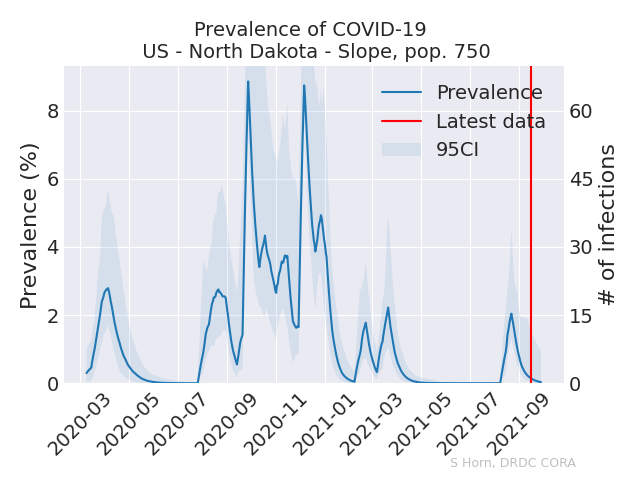 Prevalence of COVID-19
US - North Dakota - Slope, pop. 750
Prevalence (%)
8
6
4
2
0
Prevalence
Latest data
95CI
60
45
30
15
0
# of infections
2020-03
2020-05
2020-07
2020-09
2020-11
2021-01
2021-03
2021-05
2021-07
2021-09
S Horn, DRDC CORA